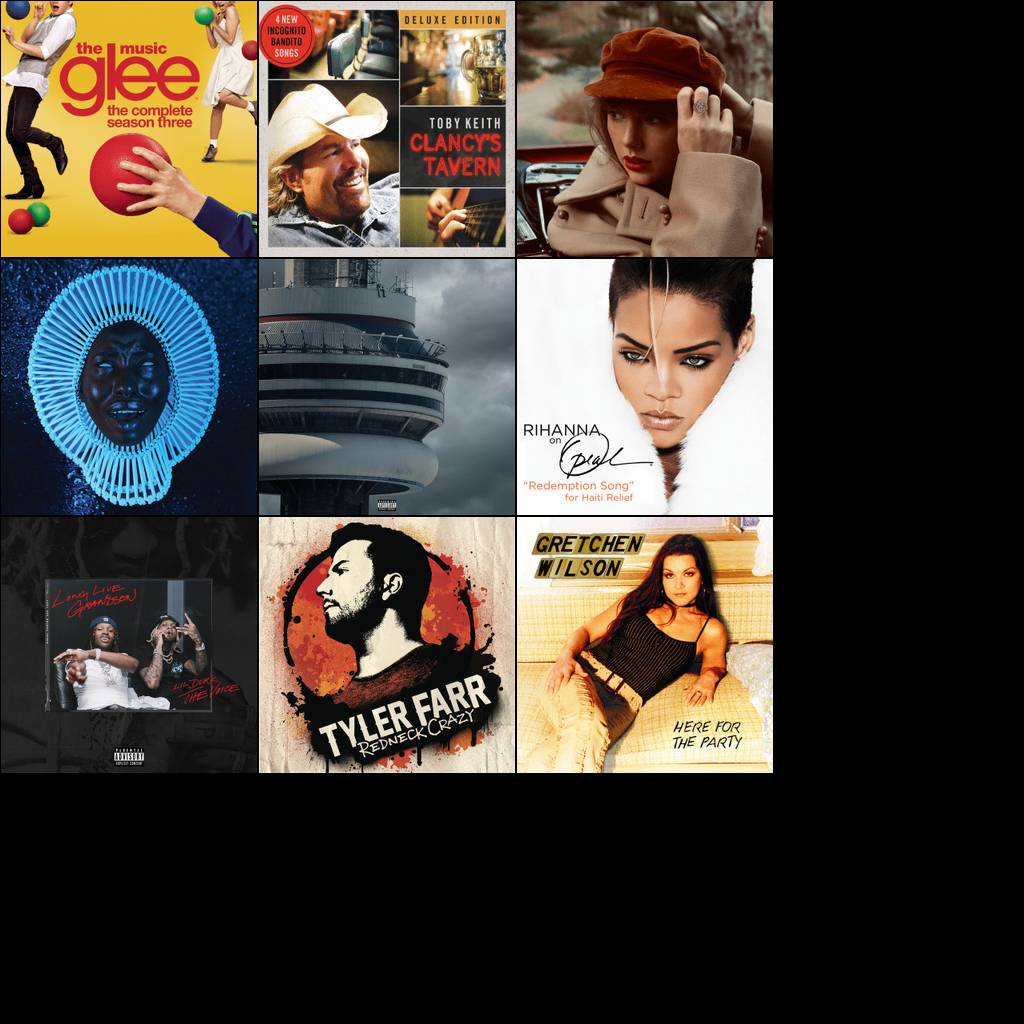 the music
glee
the complete
season three
4 NEW
INCOGNITO
BANDITO
SONGS
DELUXE EDITION
TOBY KEITH
CLANCY'S
TAVERN
RIHANNA
on
Oprah
"Redemption Song"
for Haiti Relief
Long Live
Grandson
Lil Durk
The Voice
PARENTAL
ADVISORY
EXPLICIT CONTENT
TYLER FARR
REDNECK CRAZY
GRETCHEN
WILSON
HERE FOR
THE PARTY